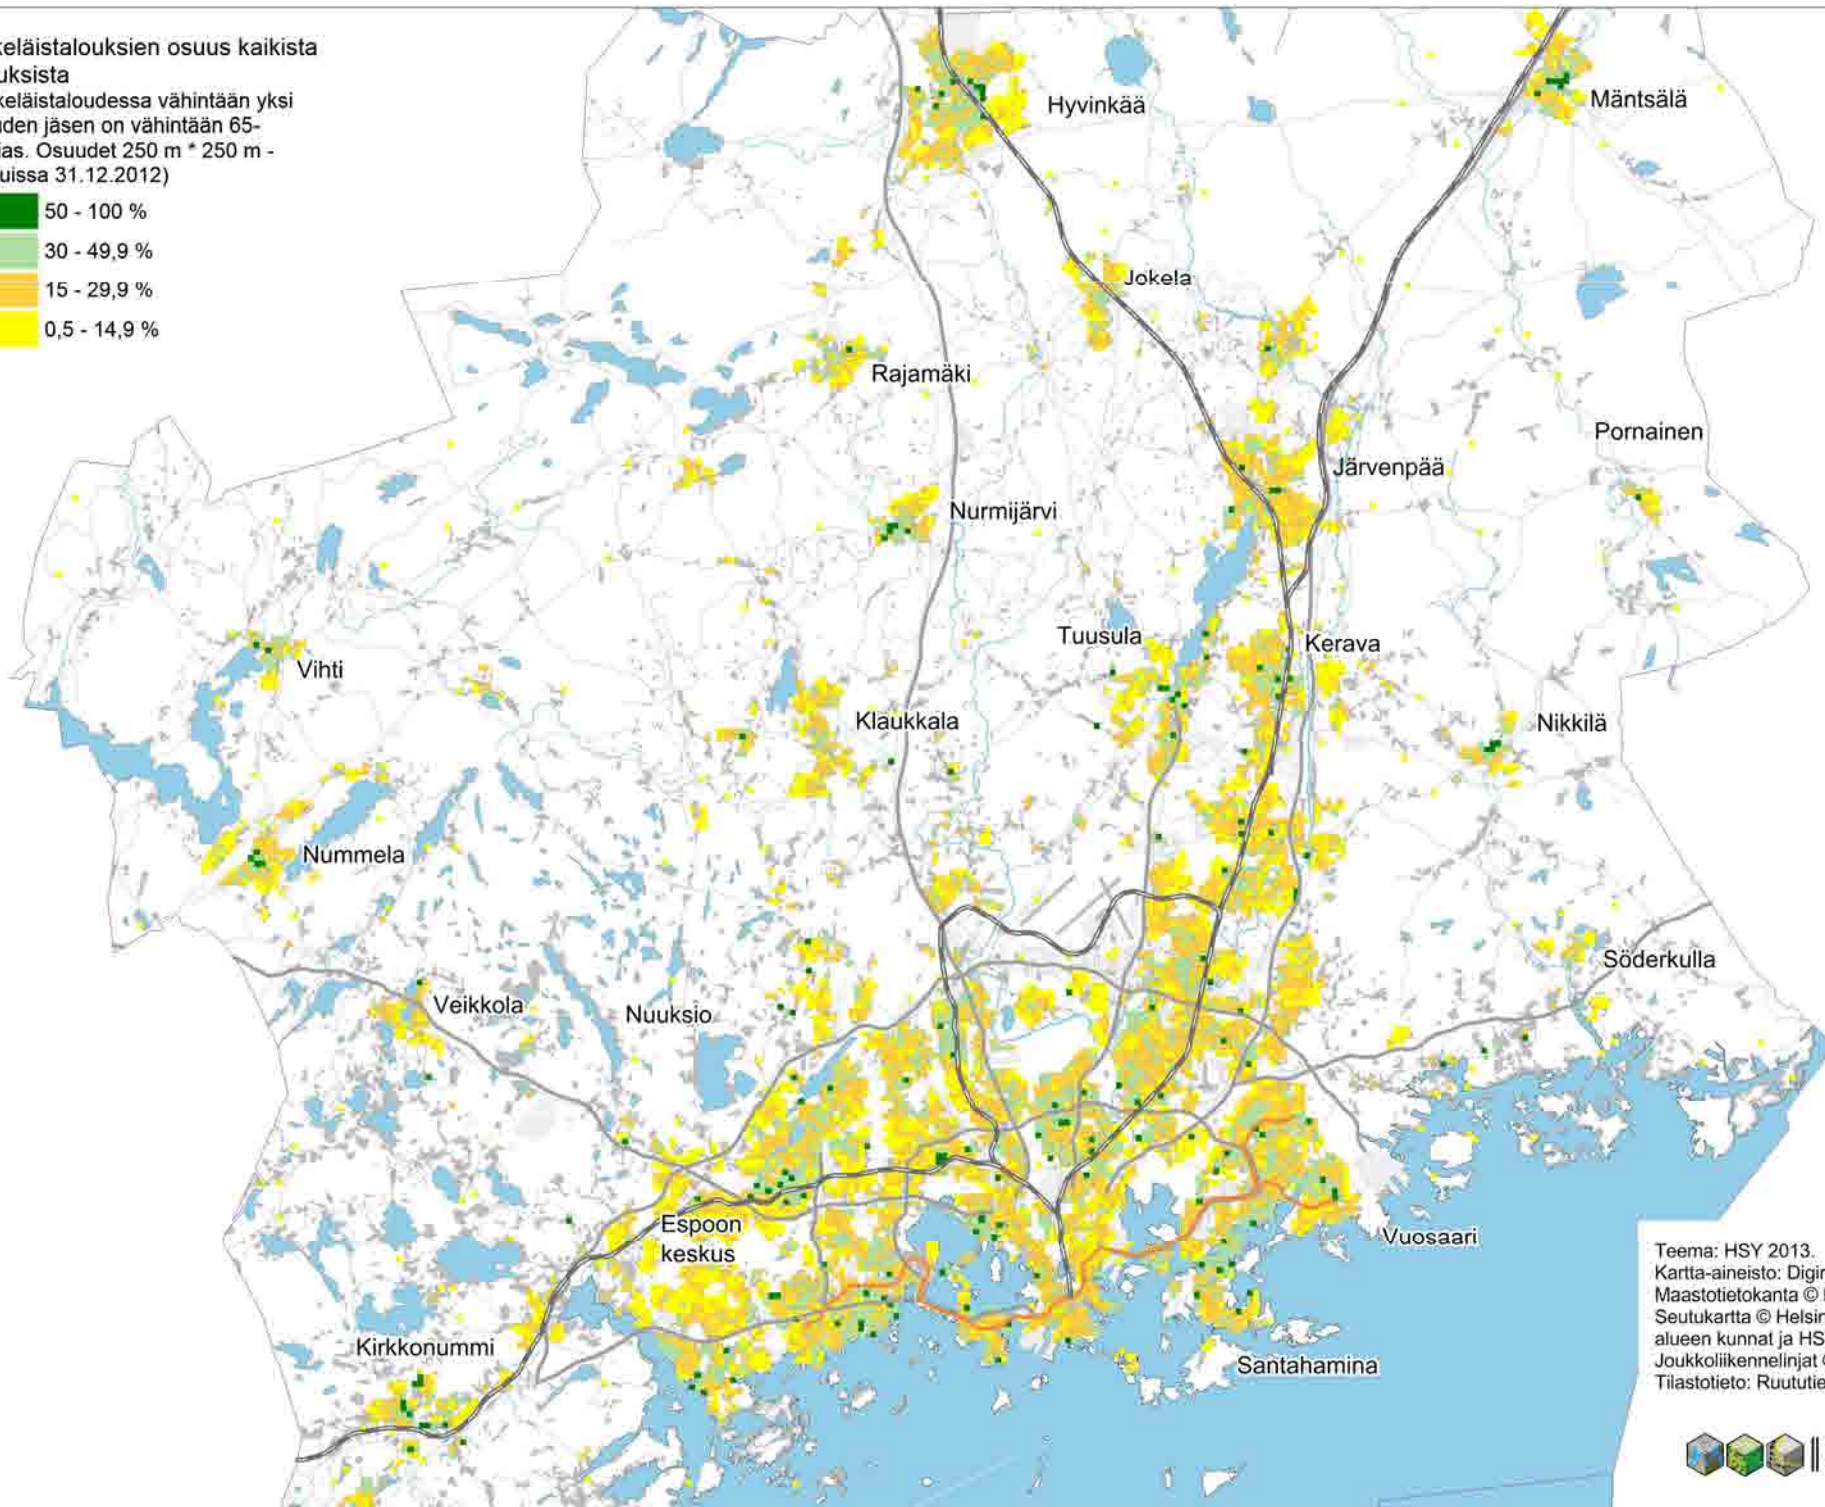 keläistalouksien osuus kaikista
uksista
keläistaloudessa vähintään yksi
uden jäsen on vähintään 65-
ias. Osuudet 250 m * 250 m -
uissa 31.12.2012)
50 - 100 %
30 - 49,9 %
15 - 29,9 %
0,5 - 14,9 %
Hyvinkää
Mäntsälä
Jokela
Rajamäki
Pornainen
Järvenpää
Nurmijärvi
Tuusula
Kerava
Vihti
Klaukkala
Nikkilä
Nummela
Söderkulla
Veikkola
Nuuksio
Espoon
keskus
Vuosaari
Kirkkonummi
Santahamina
Teema: HSY 2013.
Kartta-aineisto: Digir
Maastotietokanta ©
Seutukartta © Helsin
alueen kunnat ja HS
Joukkoliikennelinjat
Tilastotieto: Ruututie